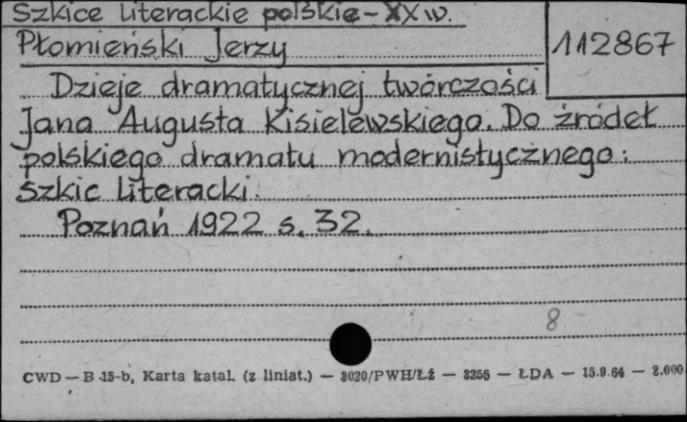 Szkice literackie polskie - XX w.
Płomieński Jerzy
112867
Dzieje dramatycznej twórczości
Jana Augusta Kisielewskiego. Do źródeł
polskiego dramatu modernistycznego:
szkic literacki.
Poznań 1922 s. 32.
8
CWD — B 15-b, Karta katal. (z liniat.) — 3020/PWH/Łź — 3256 — ŁDA — 15.9.64 — 2.000